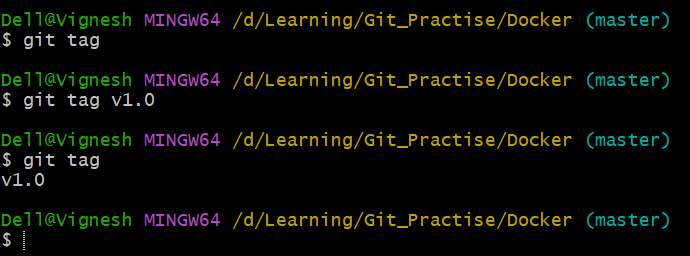 Dell@Vignesh MINGW64 /d/Learning/Git_Practise/Docker (master)
$ git tag
Dell@Vignesh MINGW64 /d/Learning/Git_Practise/Docker (master)
$ git tag v1.0
Dell@Vignesh MINGW64 /d/Learning/Git_Practise/Docker (master)
$ git tag
v1.0
Dell@Vignesh MINGW64 /d/Learning/Git_Practise/Docker (master)
$